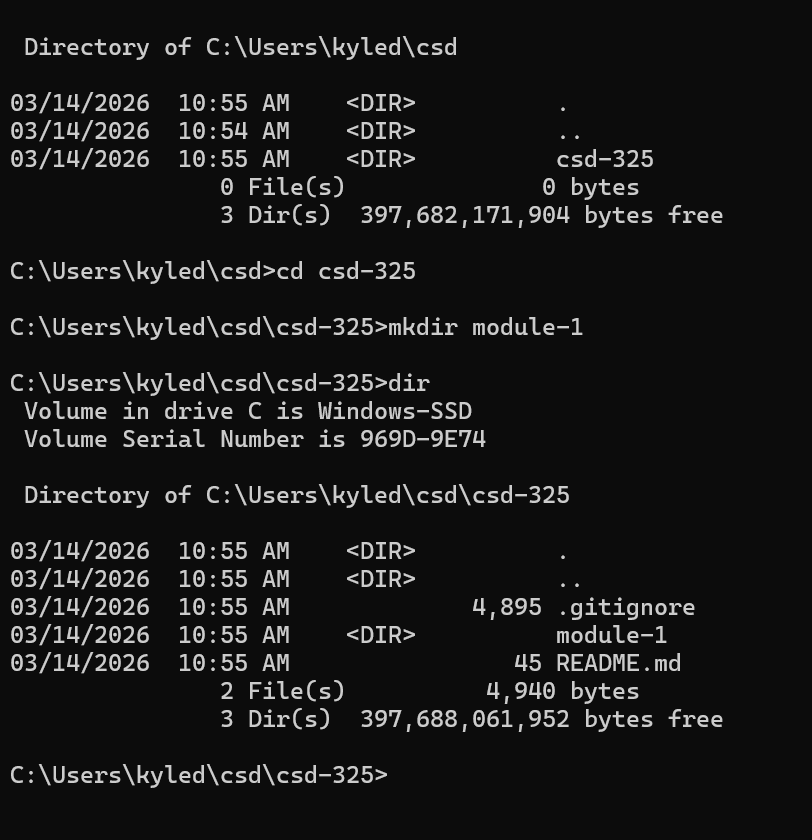 Directory of C:\Users\kyled\csd
03/14/2026  10:55 AM    <DIR>          .
03/14/2026  10:54 AM    <DIR>          ..
03/14/2026  10:55 AM    <DIR>          csd-325
               0 File(s)              0 bytes
               3 Dir(s)  397,682,171,904 bytes free
C:\Users\kyled\csd>cd csd-325
C:\Users\kyled\csd\csd-325>mkdir module-1
C:\Users\kyled\csd\csd-325>dir
 Volume in drive C is Windows-SSD
 Volume Serial Number is 969D-9E74
 Directory of C:\Users\kyled\csd\csd-325
03/14/2026  10:55 AM    <DIR>          .
03/14/2026  10:55 AM    <DIR>          ..
03/14/2026  10:55 AM             4,895 .gitignore
03/14/2026  10:55 AM    <DIR>          module-1
03/14/2026  10:55 AM                45 README.md
               2 File(s)          4,940 bytes
               3 Dir(s)  397,688,061,952 bytes free
C:\Users\kyled\csd\csd-325>